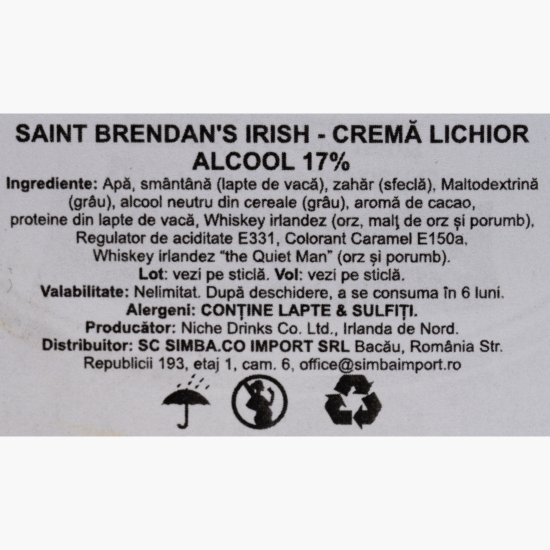 SAINT BRENDAN'S IRISH - CREMĂ LICHIOR
ALCOOL 17%
Ingrediente: Apă, smântână (lapte de vacă), zahăr (sfeclă), Maltodextrină
(grâu), alcool neutru din cereale (grâu), aromă de cacao,
proteine din lapte de vacă, Whiskey irlandez (orz, malţ de orz și porumb),
Regulator de aciditate E331, Colorant Caramel E150a,
Whiskey irlandez "the Quiet Man" (orz și porumb).
Lot: vezi pe sticlă. Vol: vezi pe sticlă.
Valabilitate: Nelimitat. După deschidere, a se consuma în 6 luni.
Alergeni: CONȚINE LAPTE & SULFIȚI.
Producător: Niche Drinks Co. Ltd., Irlanda de Nord.
Distribuitor: SC SIMBA.CO IMPORT SRL Bacău, România Str.
Republicii 193, etaj 1, cam. 6, office@simbaimport.ro